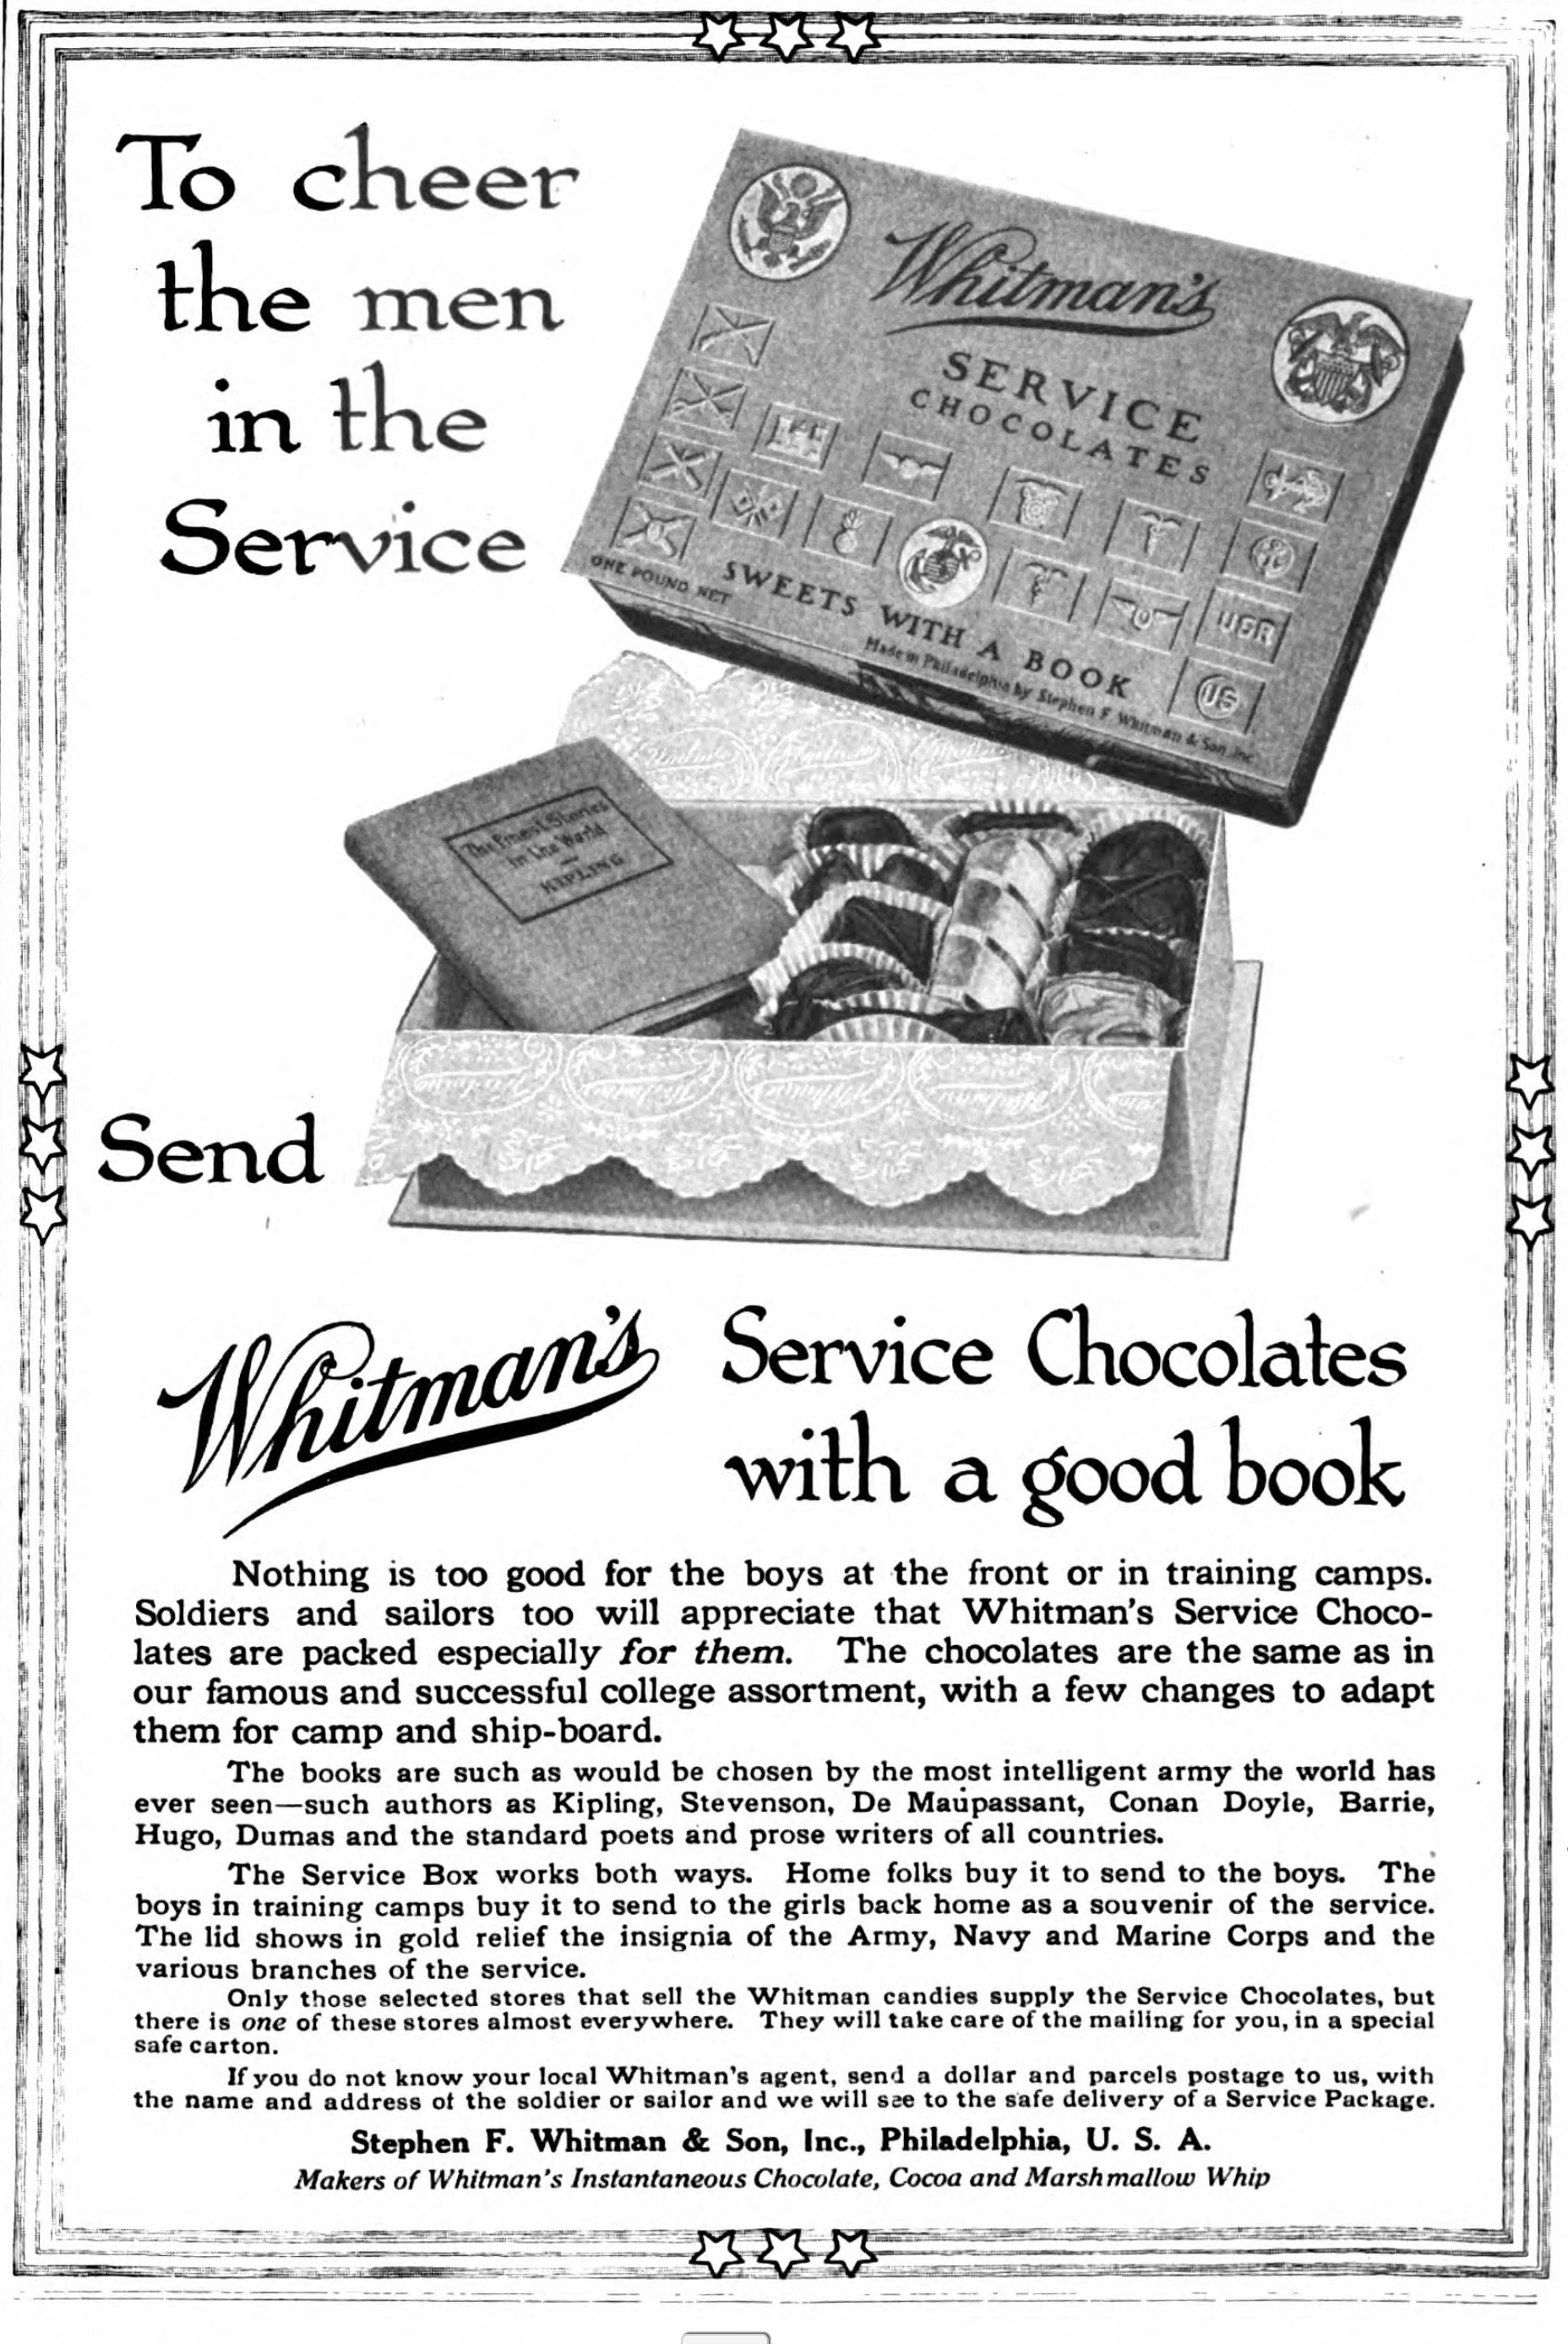 To cheer
the men
in the
Service
Whitman's
SERVICE
CHOCOLATES
USR
US
ONE POUND NET
SWEETS WITH A BOOK
Made in Philadelphia by Stephen F. Whitman & Son, Inc.
The Finest Stories
in the World
KIPLING
Send
Whitman's
Service Chocolates
with a good book
Nothing is too good for the boys at the front or in training camps.
Soldiers and sailors too will appreciate that Whitman's Service Choco-
lates are packed especially for them. The chocolates are the same as in
our famous and successful college assortment, with a few changes to adapt
them for camp and ship-board.
The books are such as would be chosen by the most intelligent army the world has
ever seen—such authors as Kipling, Stevenson, De Maupassant, Conan Doyle, Barrie,
Hugo, Dumas and the standard poets and prose writers of all countries.
The Service Box works both ways. Home folks buy it to send to the boys. The
boys in training camps buy it to send to the girls back home as a souvenir of the service.
The lid shows in gold relief the insignia of the Army, Navy and Marine Corps and the
various branches of the service.
Only those selected stores that sell the Whitman candies supply the Service Chocolates, but
there is one of these stores almost everywhere. They will take care of the mailing for you, in a special
safe carton.
If you do not know your local Whitman's agent, send a dollar and parcels postage to us, with
the name and address of the soldier or sailor and we will see to the safe delivery of a Service Package.
Stephen F. Whitman & Son, Inc., Philadelphia, U. S. A.
Makers of Whitman's Instantaneous Chocolate, Cocoa and Marshmallow Whip